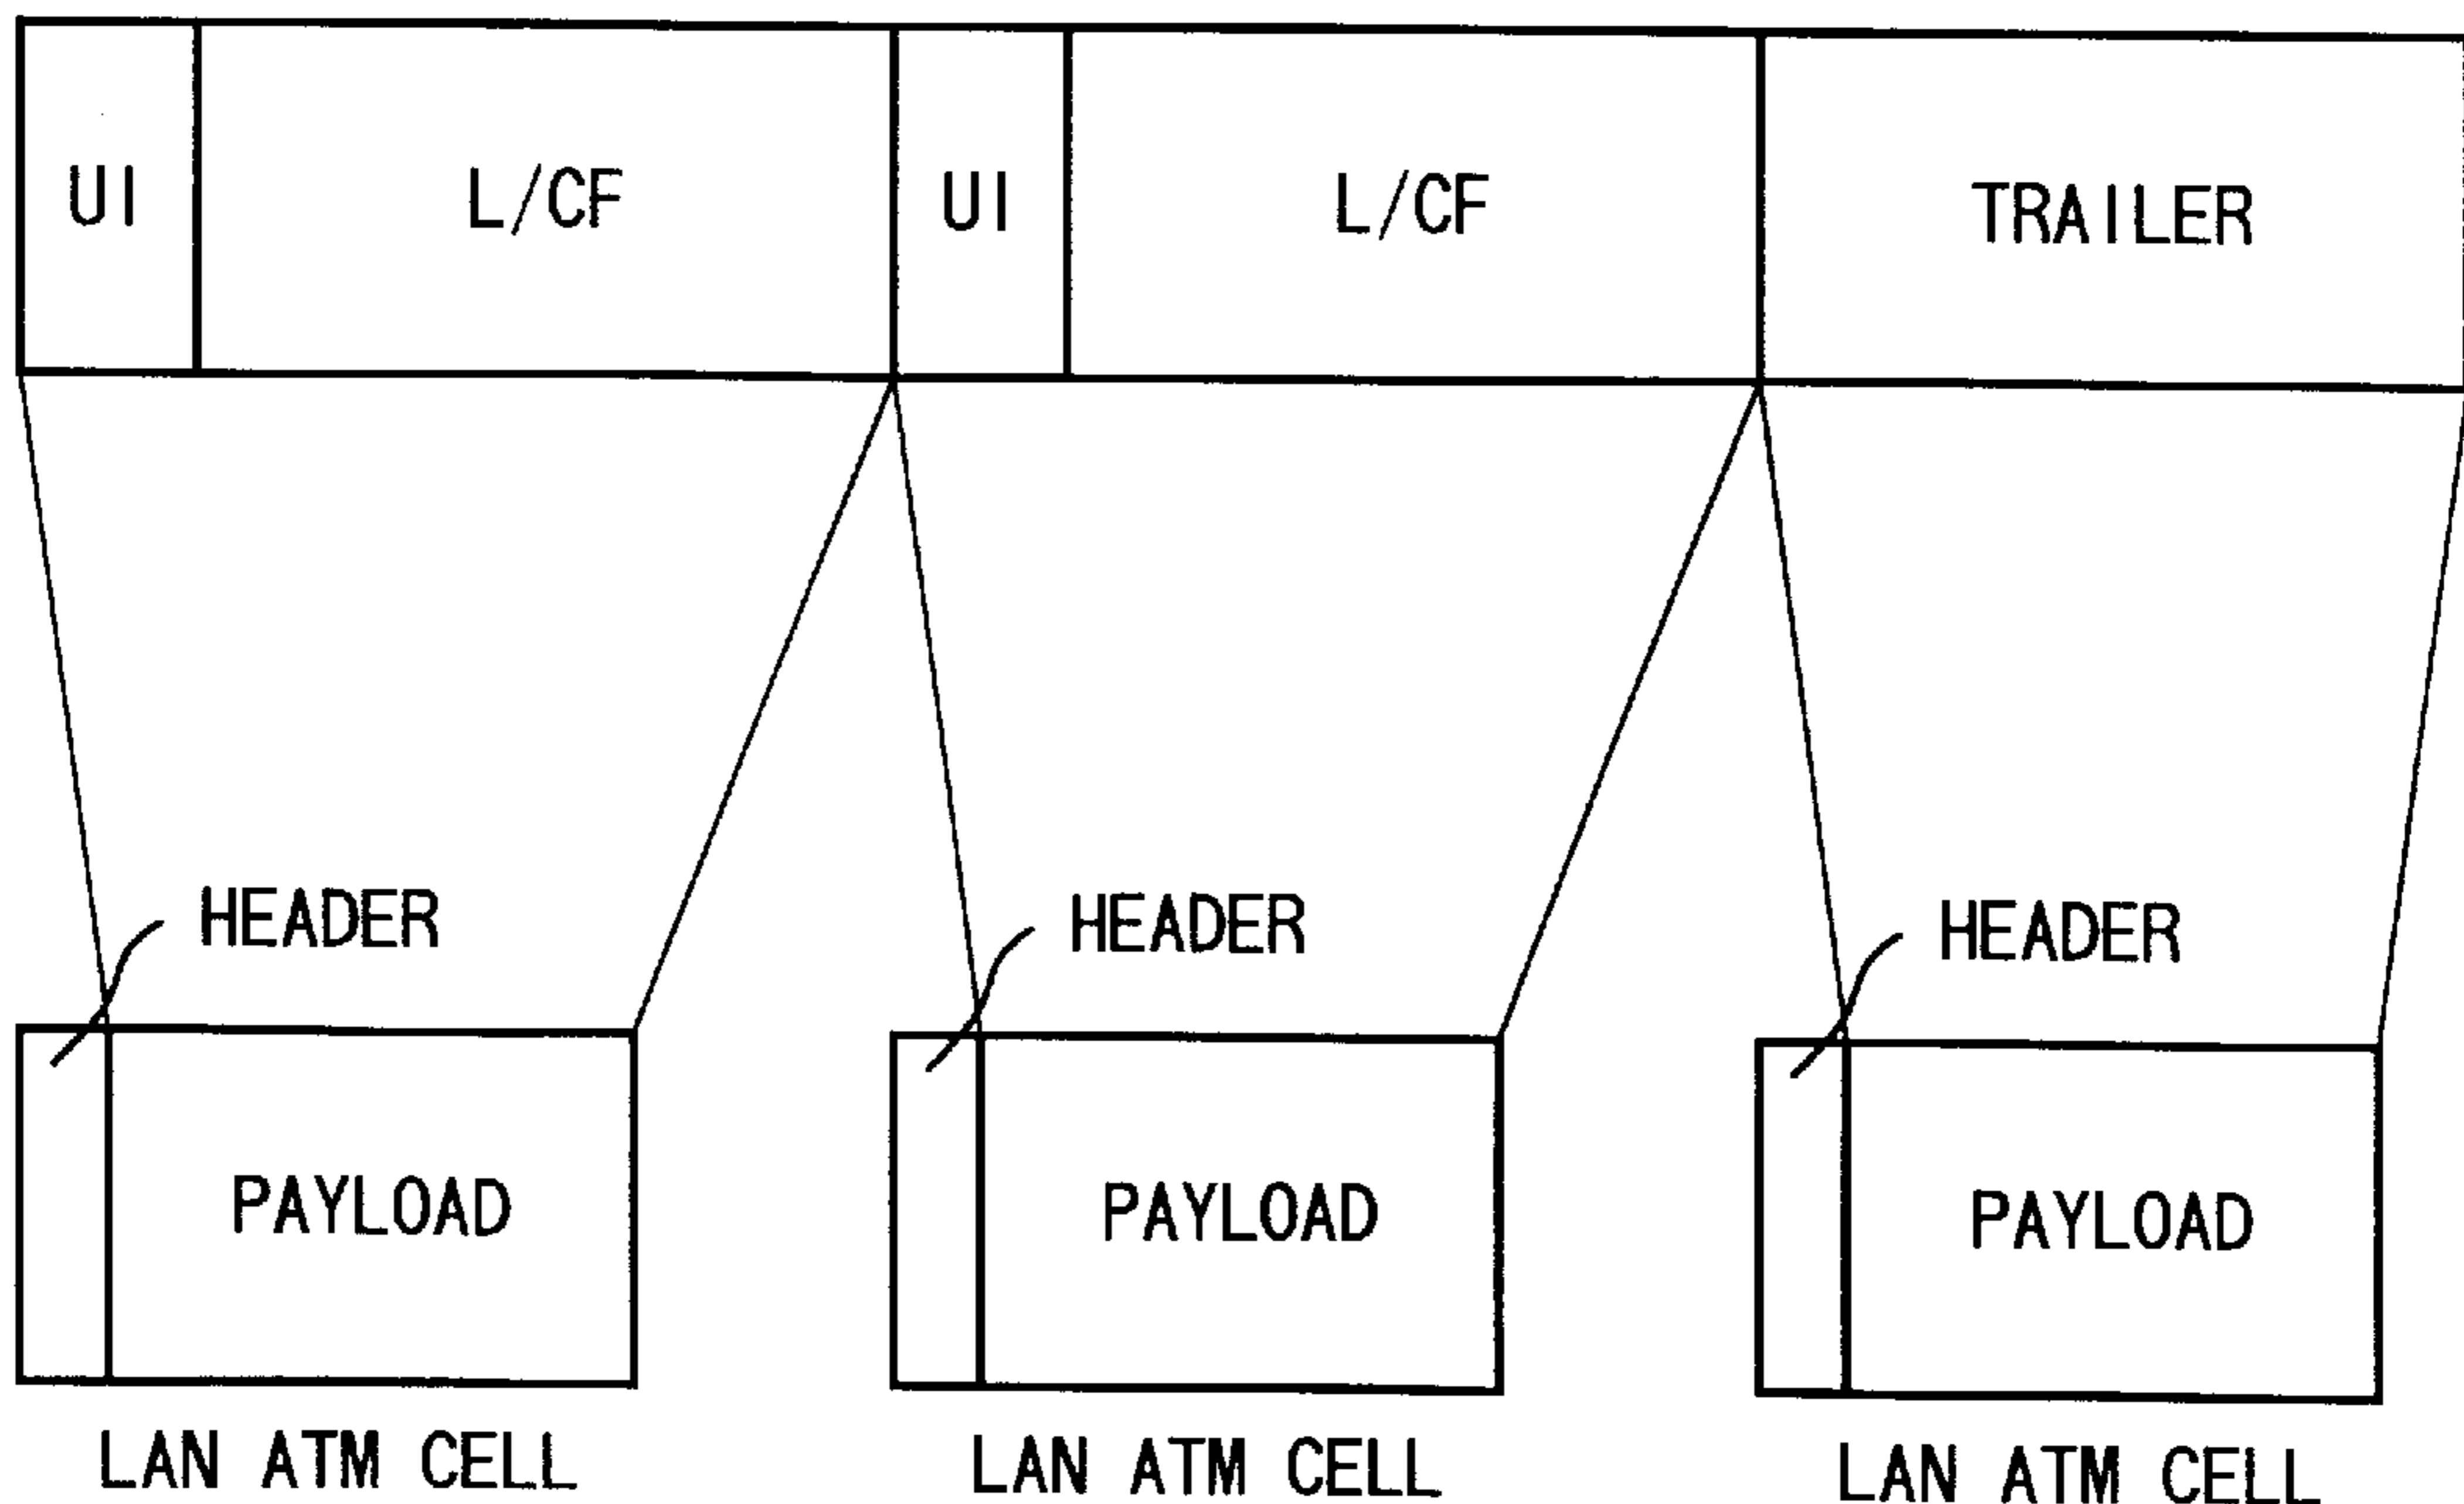 UI L/CF UI L/CF TRAILER
HEADER HEADER HEADER
PAYLOAD PAYLOAD PAYLOAD
LAN ATM CELL LAN ATM CELL LAN ATM CELL